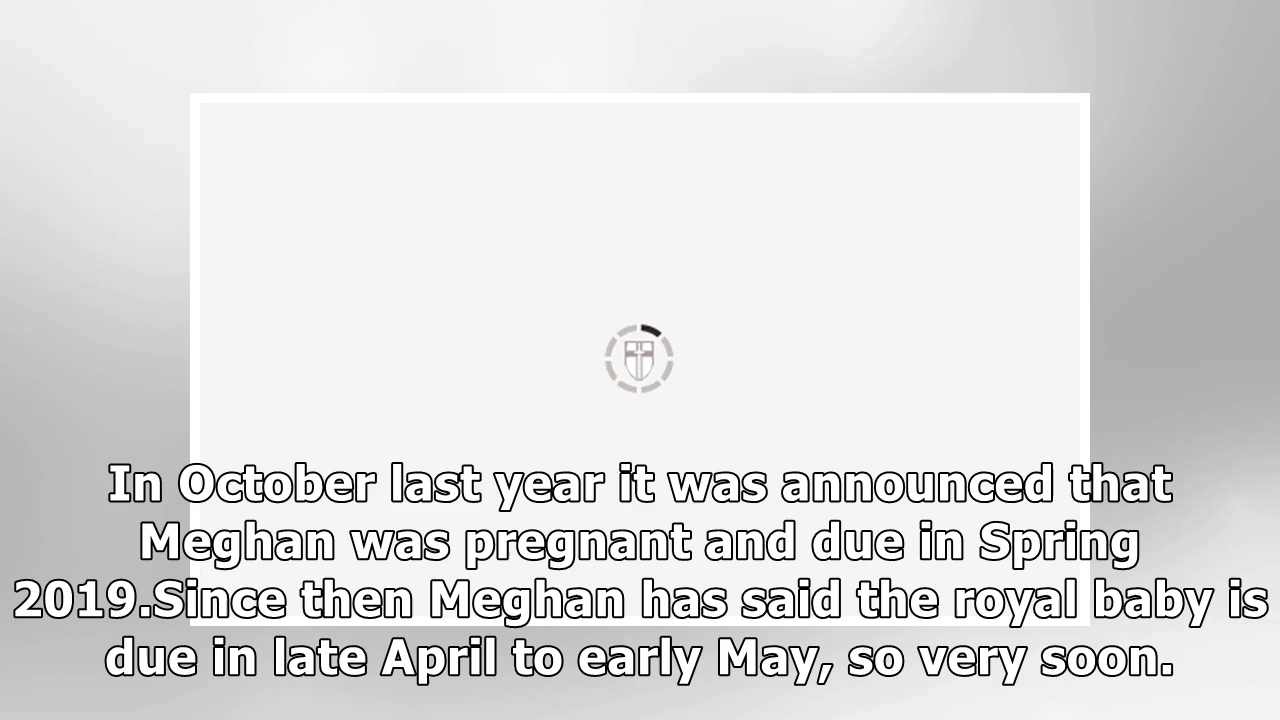 In October last year it was announced that
Meghan was pregnant and due in Spring
2019.Since then Meghan has said the royal baby is
due in late April to early May, so very soon.